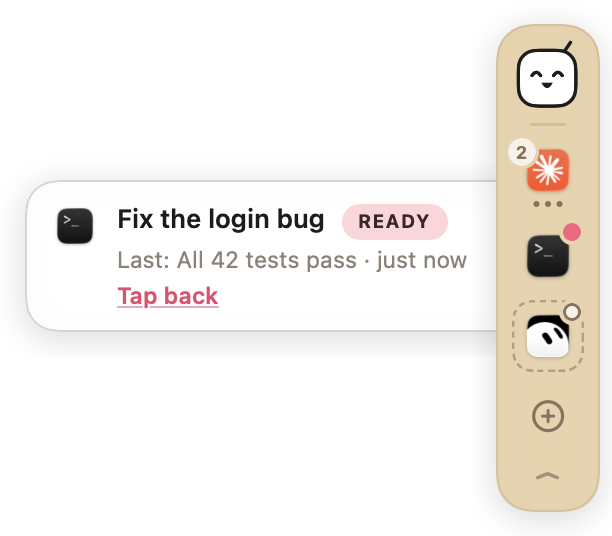 Fix the login bug READY
Last: All 42 tests pass · just now
Tap back
2
>_
>_